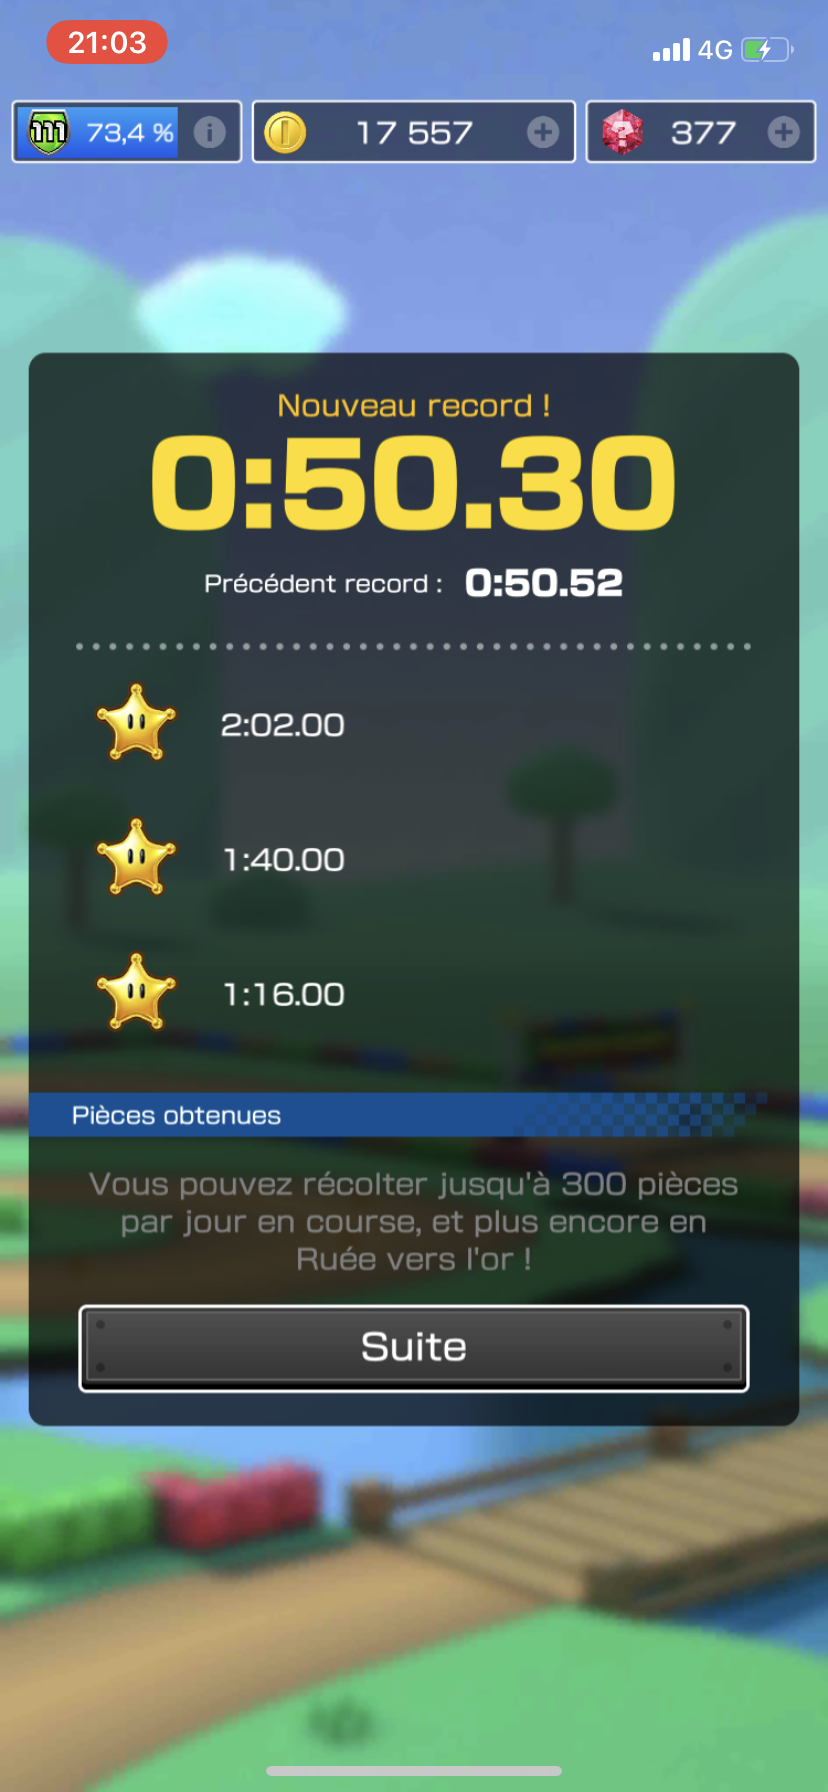 21:03
4G
111 73,4 % i
17 557 +
? 377 +
Nouveau record !
0:50.30
Précédent record : 0:50.52
2:02.00
1:40.00
1:16.00
Pièces obtenues
Vous pouvez récolter jusqu'à 300 pièces
par jour en course, et plus encore en
Ruée vers l'or !
Suite